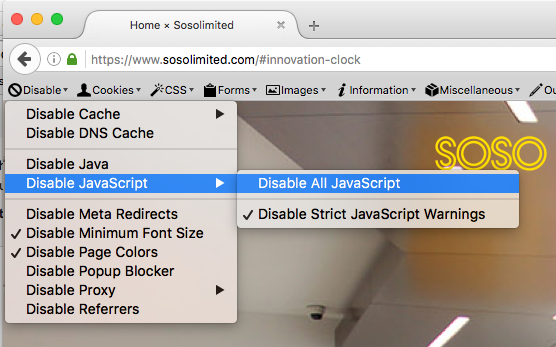 Home × Sosolimited
https://www.sosolimited.com/#innovation-clock
Disable Cookies CSS Forms Images Information Miscellaneous
SOSO
Disable Cache
Disable DNS Cache
Disable Java
Disable JavaScript
Disable All JavaScript
Disable Meta Redirects
Disable Strict JavaScript Warnings
Disable Minimum Font Size
Disable Page Colors
Disable Popup Blocker
Disable Proxy
Disable Referrers